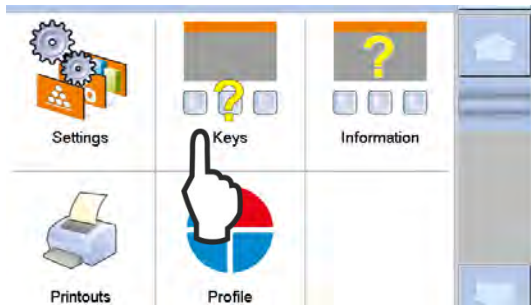 Settings
Keys
Information
Printouts
Profile